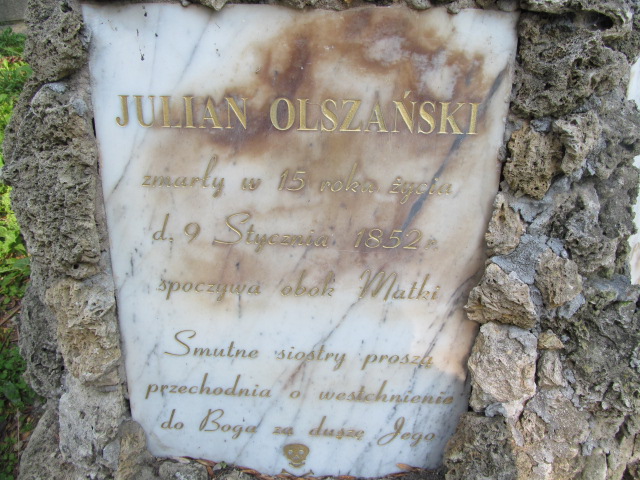 JULIAN OLSZAŃSKI
zmarły w 15 roku życia,
d. 9 Stycznia 1852 r.
spoczywa obok Matki
Smutne siostry proszą
przechodnia o westchnienie
do Boga za duszę Jego